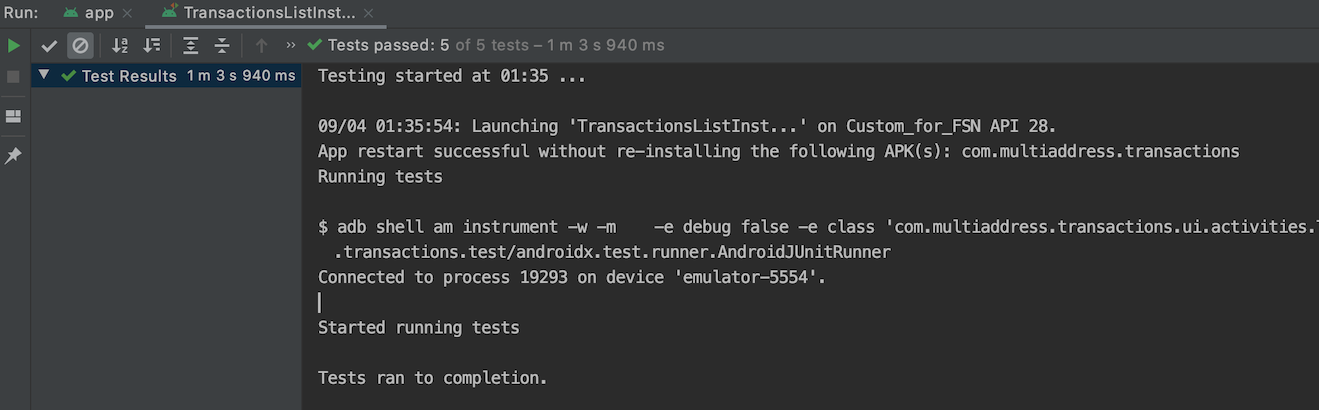 Run: app TransactionsListInst...
Tests passed: 5 of 5 tests – 1 m 3 s 940 ms
Test Results 1 m 3 s 940 ms
Testing started at 01:35 ...
09/04 01:35:54: Launching 'TransactionsListInst...' on Custom_for_FSN API 28.
App restart successful without re-installing the following APK(s): com.multiaddress.transactions
Running tests
$ adb shell am instrument -w -m    -e debug false -e class 'com.multiaddress.transactions.ui.activities.
.transactions.test/androidx.test.runner.AndroidJUnitRunner
Connected to process 19293 on device 'emulator-5554'.
Started running tests
Tests ran to completion.